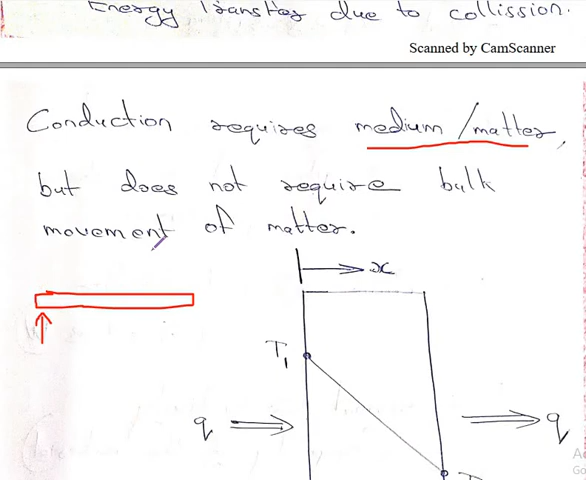 Energy Transfer due to collission.
Scanned by CamScanner
Conduction requires medium/matter,
but does not require bulk
movement of matter.
x
T₁
q q